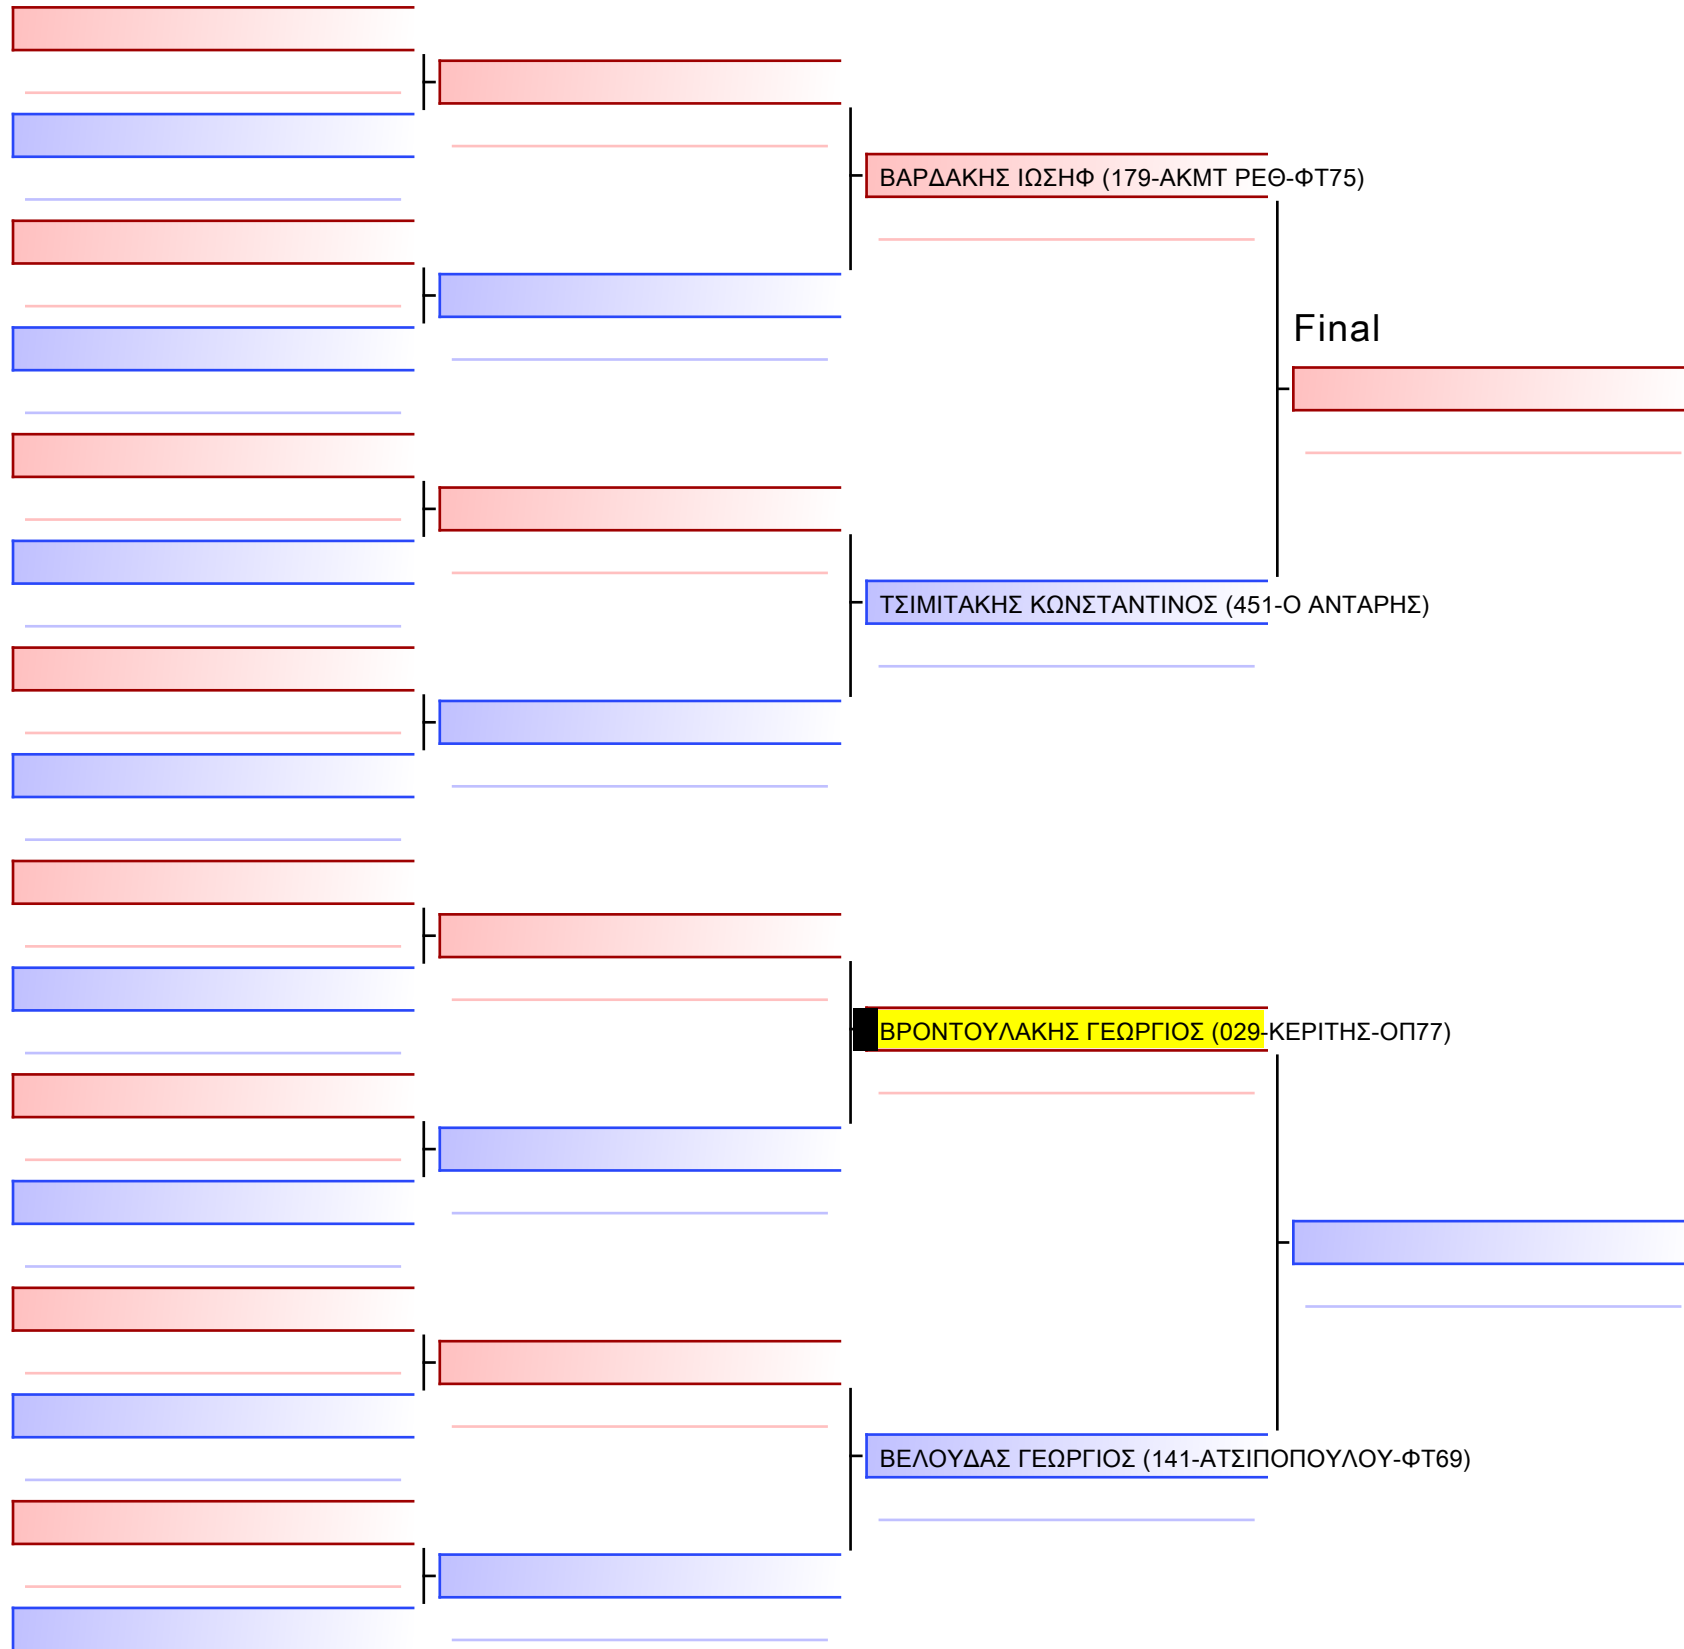 ΒΑΡΔΑΚΗΣ ΙΩΣΗΦ (179-ΑΚΜΤ ΡΕΘ-ΦΤ75)
Final
ΤΣΙΜΙΤΑΚΗΣ ΚΩΝΣΤΑΝΤΙΝΟΣ (451-Ο ΑΝΤΑΡΗΣ)
ΒΡΟΝΤΟΥΛΑΚΗΣ ΓΕΩΡΓΙΟΣ (029-ΚΕΡΙΤΗΣ-ΟΠ77)
ΒΕΛΟΥΔΑΣ ΓΕΩΡΓΙΟΣ (141-ΑΤΣΙΠΟΠΟΥΛΟΥ-ΦΤ69)